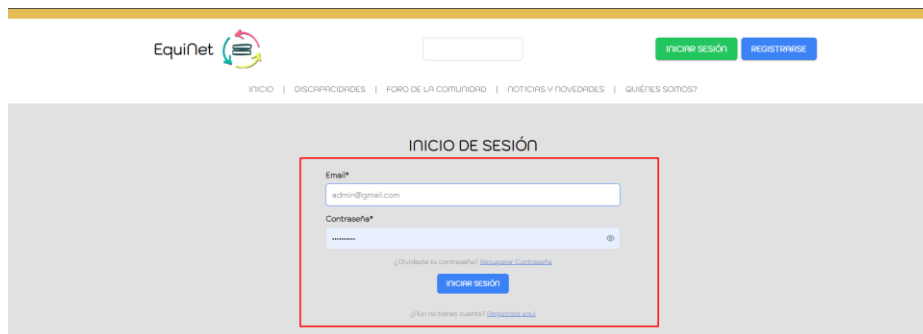 EquiNet
INICIAR SESIÓN REGISTRARSE
INICIO | DISCAPACIDADES | FORO DE LA COMUNIDAD | NOTICIAS Y NOVEDADES | QUIÉNES SOMOS?
INICIO DE SESIÓN
Email*
admin@gmail.com
Contraseña*
••••••••••
¿Olvidaste tu contraseña? Recuperar Contraseña
INICIAR SESIÓN
¿Aún no tienes cuenta? Regístrate aquí